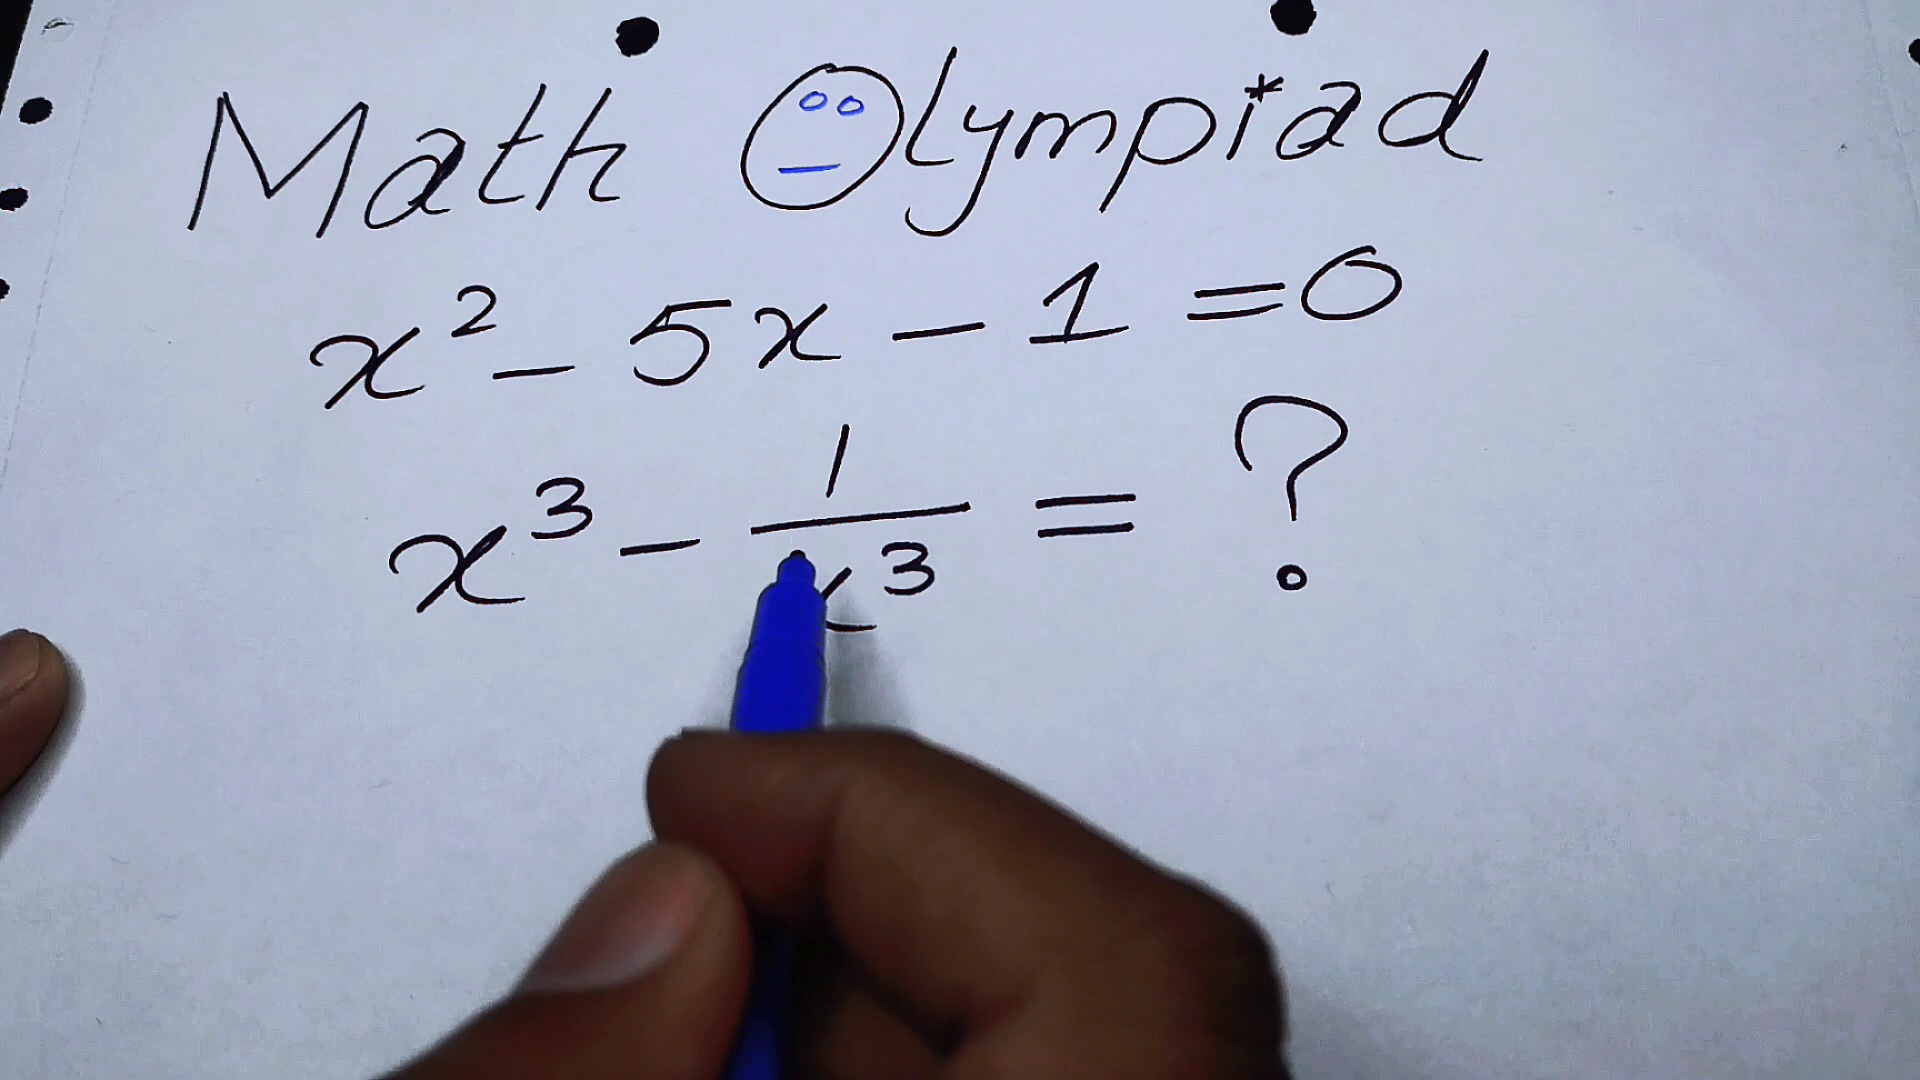 Math Olympiad
x² - 5x - 1 = 0
x³ - 1/x³ = ?